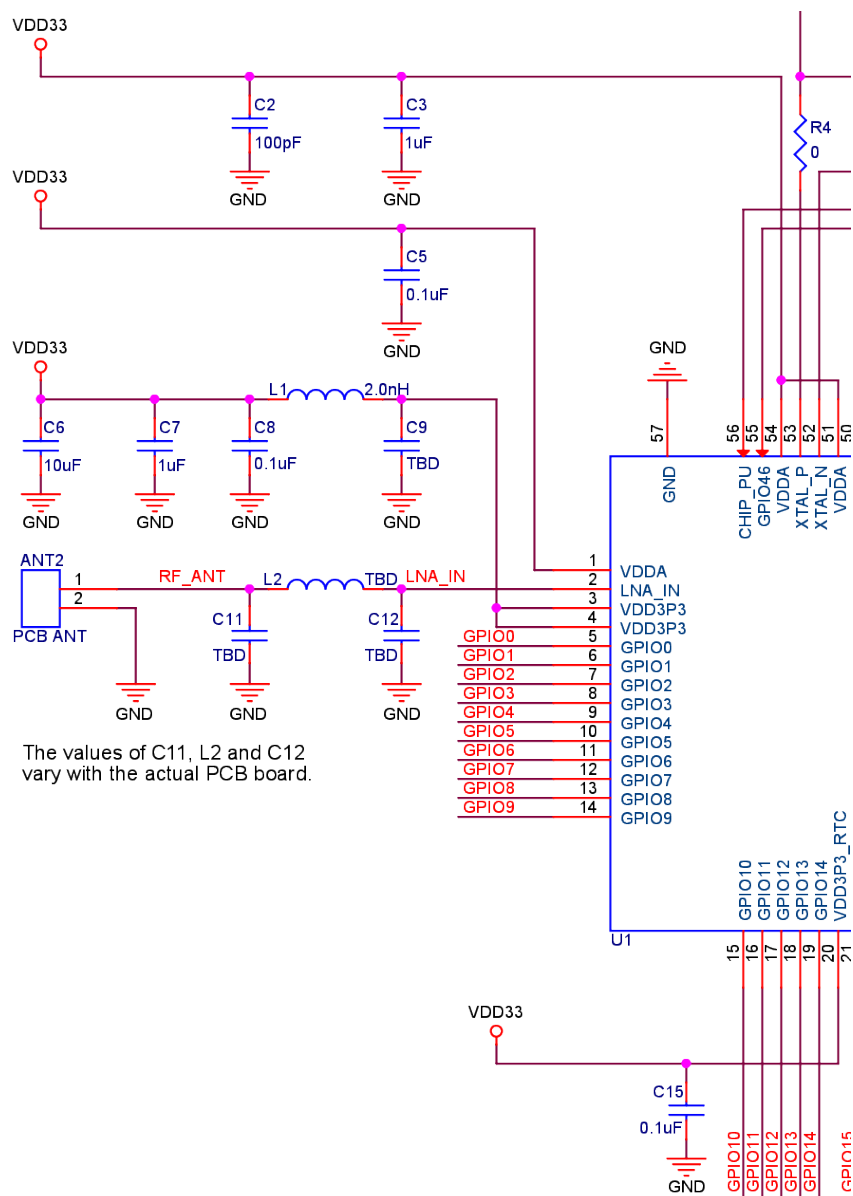 VDD33
C2
100pF
GND
C3
1uF
GND
R4
0
VDD33
C5
0.1uF
GND
VDD33
L1
2.0nH
C6
10uF
GND
C7
1uF
GND
C8
0.1uF
GND
C9
TBD
GND
GND
57
56
55
54
53
52
51
50
GND
CHIP_PU
GPIO46
VDDA
XTAL_P
XTAL_N
VDDA
ANT2
1
2
PCB ANT
RF_ANT
L2
TBD
LNA_IN
C11
TBD
GND
C12
TBD
GND
GND
The values of C11, L2 and C12
vary with the actual PCB board.
1 VDDA
2 LNA_IN
3 VDD3P3
4 VDD3P3
GPIO0 5 GPIO0
GPIO1 6 GPIO1
GPIO2 7 GPIO2
GPIO3 8 GPIO3
GPIO4 9 GPIO4
GPIO5 10 GPIO5
GPIO6 11 GPIO6
GPIO7 12 GPIO7
GPIO8 13 GPIO8
GPIO9 14 GPIO9
GPIO10
GPIO11
GPIO12
GPIO13
GPIO14
VDD3P3_RTC
U1
15
16
17
18
19
20
21
VDD33
C15
0.1uF
GND
GPIO10
GPIO11
GPIO12
GPIO13
GPIO14
GPIO15